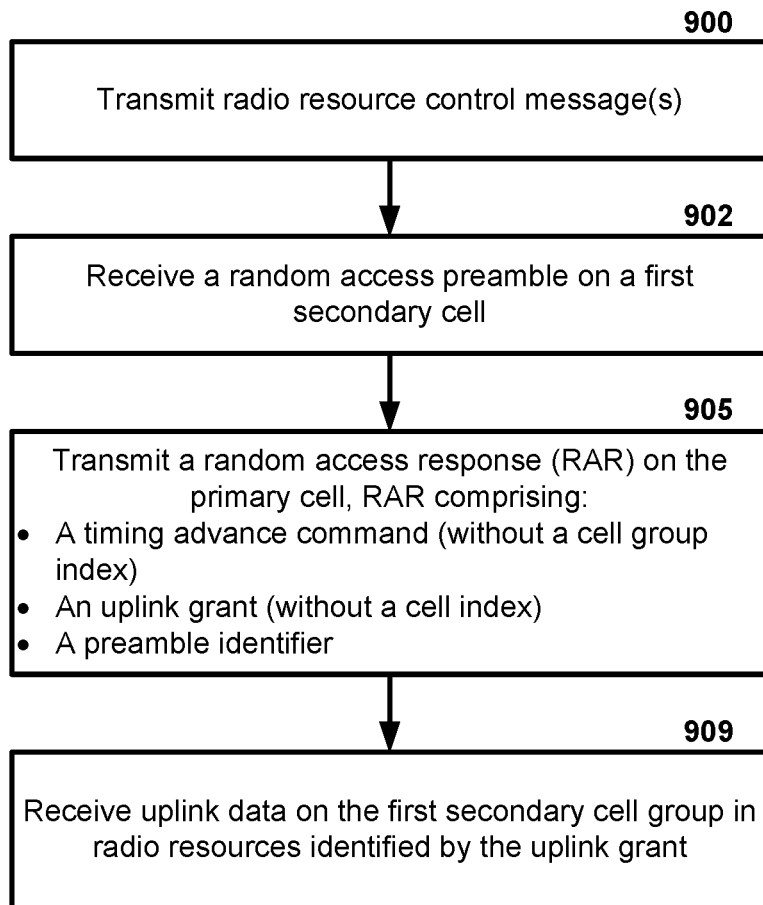 900
Transmit radio resource control message(s)
902
Receive a random access preamble on a first
secondary cell
905
Transmit a random access response (RAR) on the
primary cell, RAR comprising:
• A timing advance command (without a cell group
index)
• An uplink grant (without a cell index)
• A preamble identifier
909
Receive uplink data on the first secondary cell group in
radio resources identified by the uplink grant